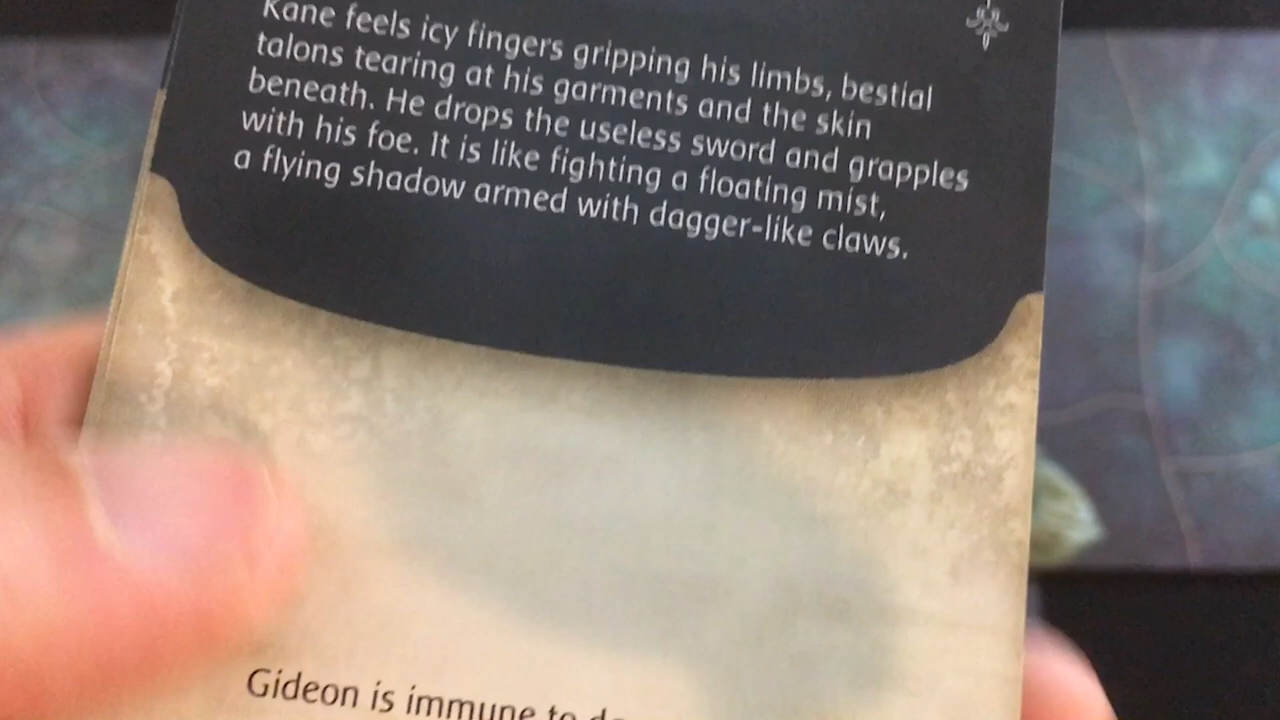 Kane feels icy fingers gripping his limbs, bestial
talons tearing at his garments and the skin
beneath. He drops the useless sword and grapples
with his foe. It is like fighting a floating mist,
a flying shadow armed with dagger-like claws.
Gideon is immune to